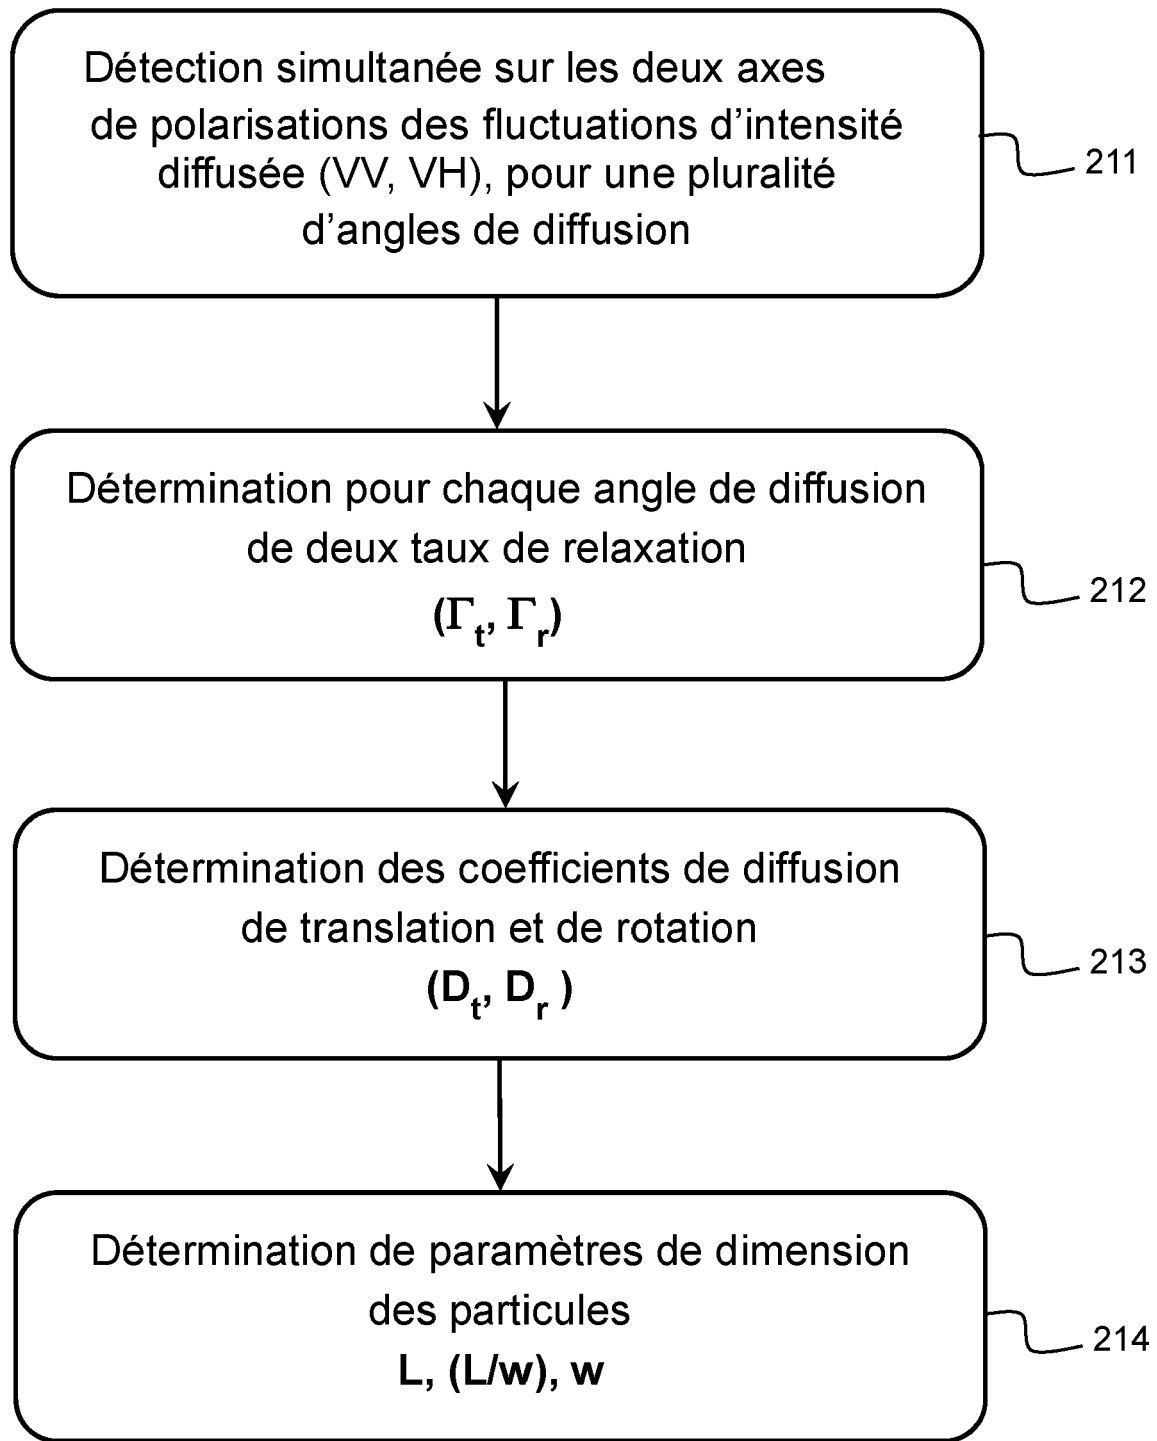 Détection simultanée sur les deux axes
de polarisations des fluctuations d'intensité
diffusée (VV, VH), pour une pluralité
d'angles de diffusion
211
Détermination pour chaque angle de diffusion
de deux taux de relaxation
(Γt, Γr)
212
Détermination des coefficients de diffusion
de translation et de rotation
(Dt, Dr )
213
Détermination de paramètres de dimension
des particules
L, (L/w), w
214